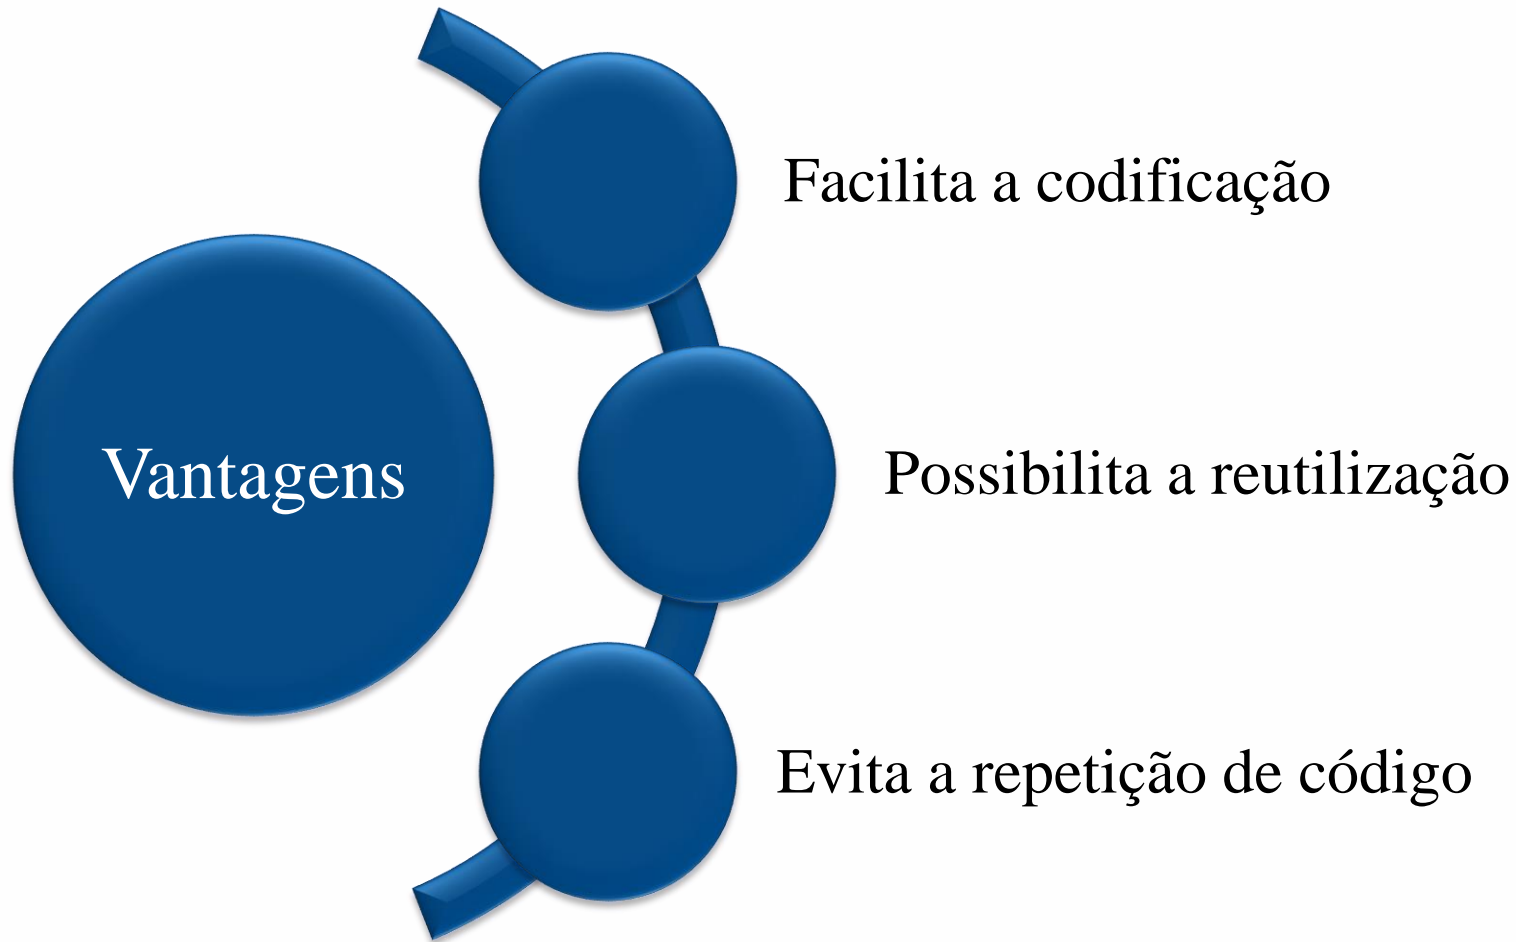 Vantagens
Facilita a codificação
Possibilita a reutilização
Evita a repetição de código